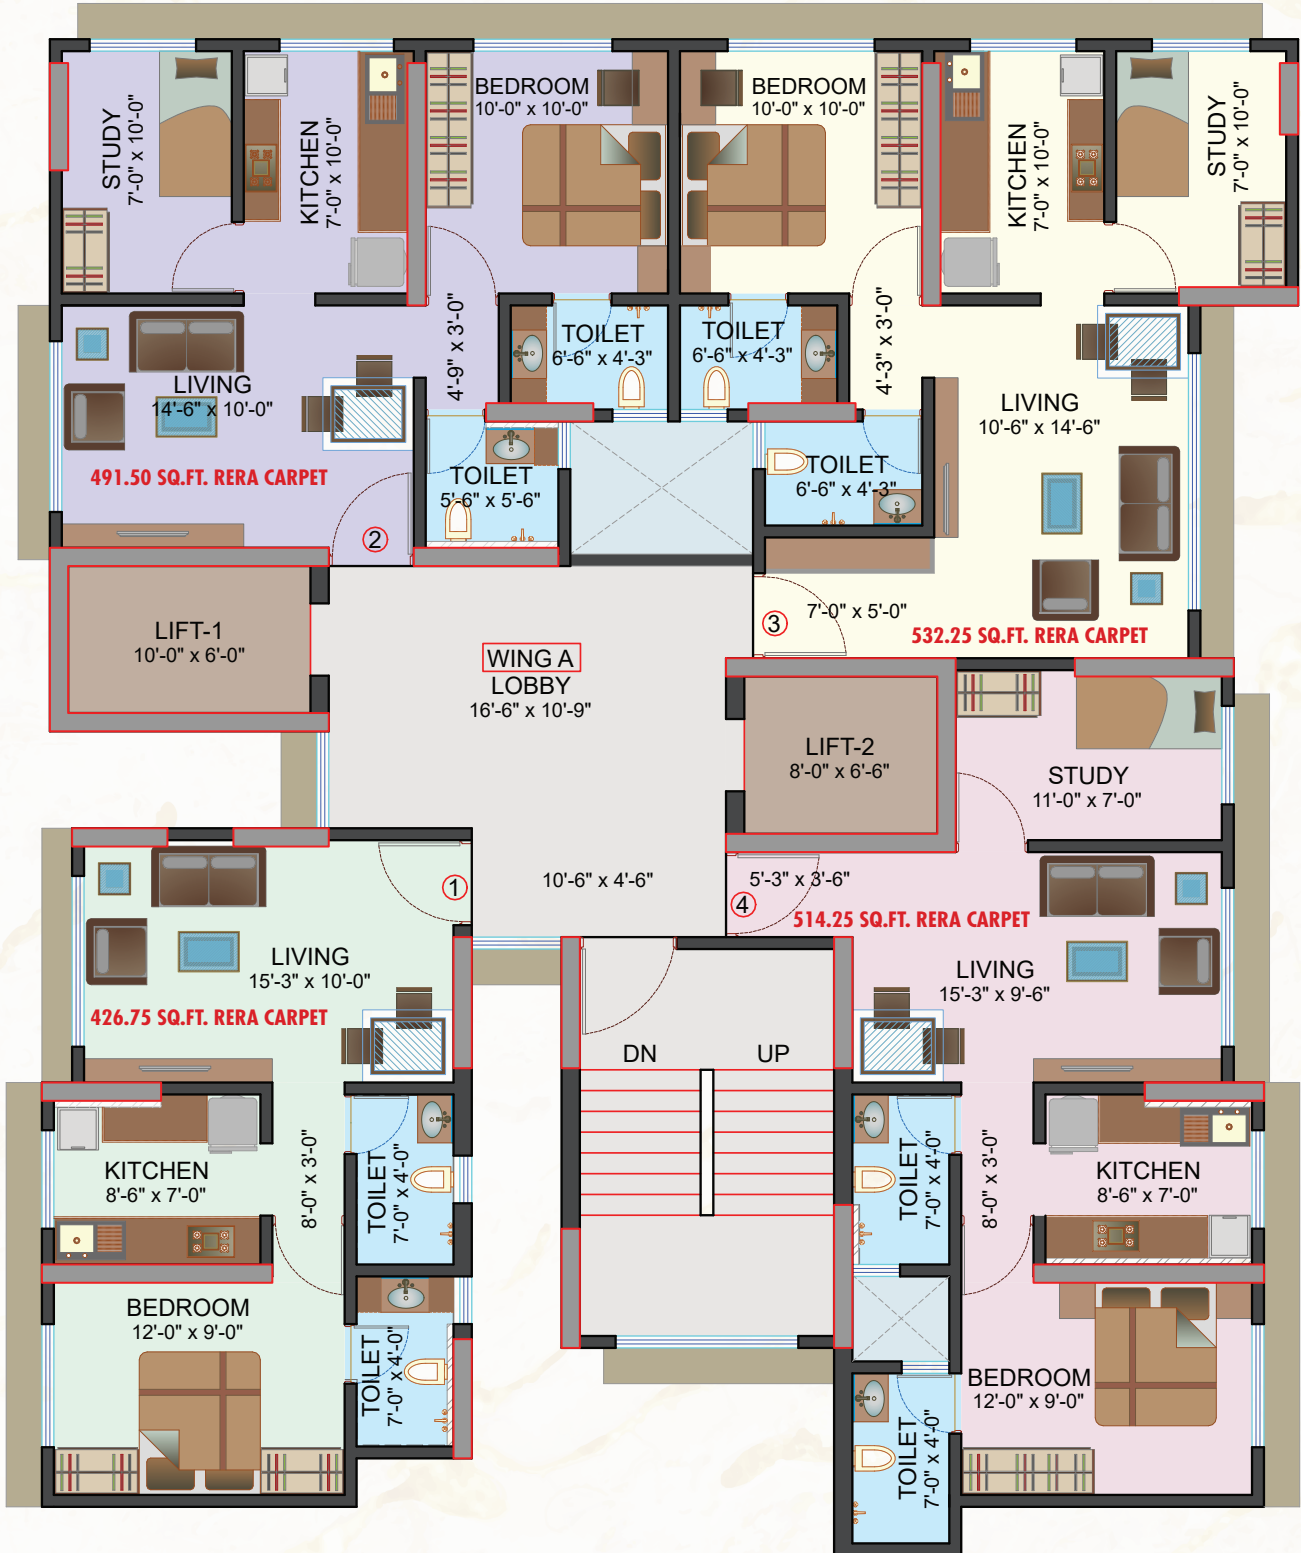 STUDY
7'-0" x 10'-0"
KITCHEN
7'-0" x 10'-0"
BEDROOM
10'-0" x 10'-0"
BEDROOM
10'-0" x 10'-0"
KITCHEN
7'-0" x 10'-0"
STUDY
7'-0" x 10'-0"
LIVING
14'-6" x 10'-0"
491.50 SQ.FT. RERA CARPET
2
4'-9" x 3'-0"
TOILET
6'-6" x 4'-3"
TOILET
6'-6" x 4'-3"
4'-3" x 3'-0"
TOILET
5'-6" x 5'-6"
TOILET
6'-6" x 4'-3"
LIVING
10'-6" x 14'-6"
3
7'-0" x 5'-0"
532.25 SQ.FT. RERA CARPET
LIFT-1
10'-0" x 6'-0"
WING A
LOBBY
16'-6" x 10'-9"
LIFT-2
8'-0" x 6'-6"
STUDY
11'-0" x 7'-0"
1
10'-6" x 4'-6"
5'-3" x 3'-6"
4
514.25 SQ.FT. RERA CARPET
LIVING
15'-3" x 10'-0"
426.75 SQ.FT. RERA CARPET
LIVING
15'-3" x 9'-6"
DN
UP
KITCHEN
8'-6" x 7'-0"
8'-0" x 3'-0"
TOILET
7'-0" x 4'-0"
TOILET
7'-0" x 4'-0"
8'-0" x 3'-0"
KITCHEN
8'-6" x 7'-0"
BEDROOM
12'-0" x 9'-0"
TOILET
7'-0" x 4'-0"
BEDROOM
12'-0" x 9'-0"
TOILET
7'-0" x 4'-0"